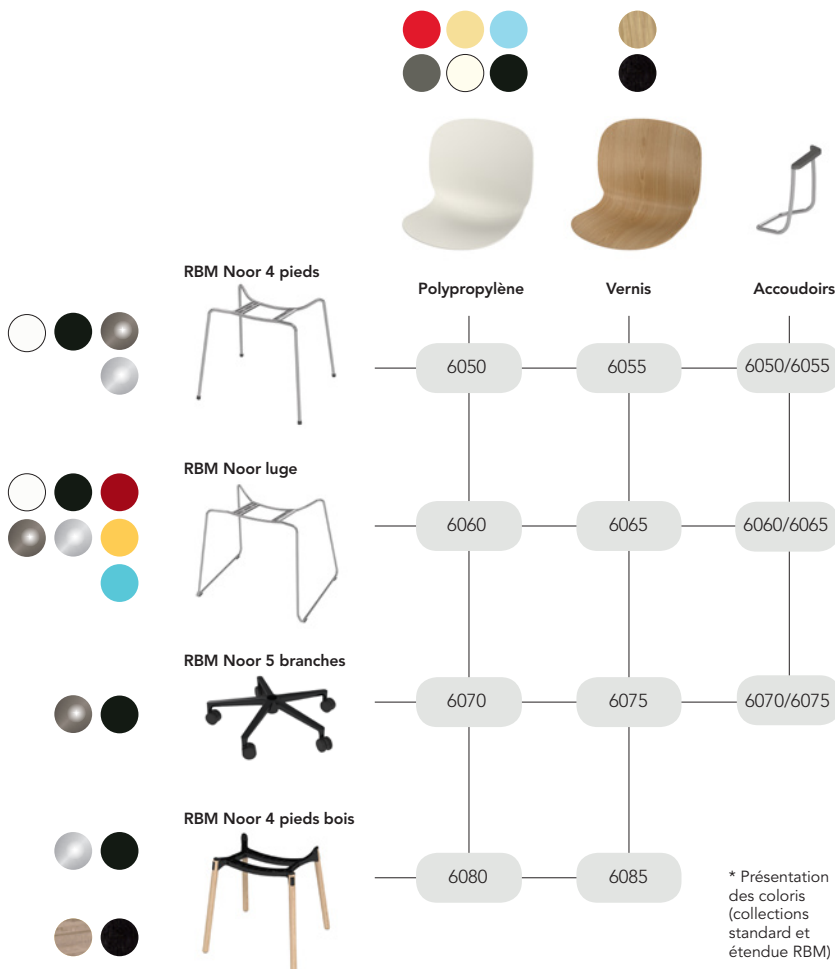 RBM Noor 4 pieds
Polypropylène Vernis Accoudoirs
6050 6055 6050/6055
RBM Noor luge
6060 6065 6060/6065
RBM Noor 5 branches
6070 6075 6070/6075
RBM Noor 4 pieds bois
6080 6085
* Présentation
des coloris
(collections
standard et
étendue RBM)